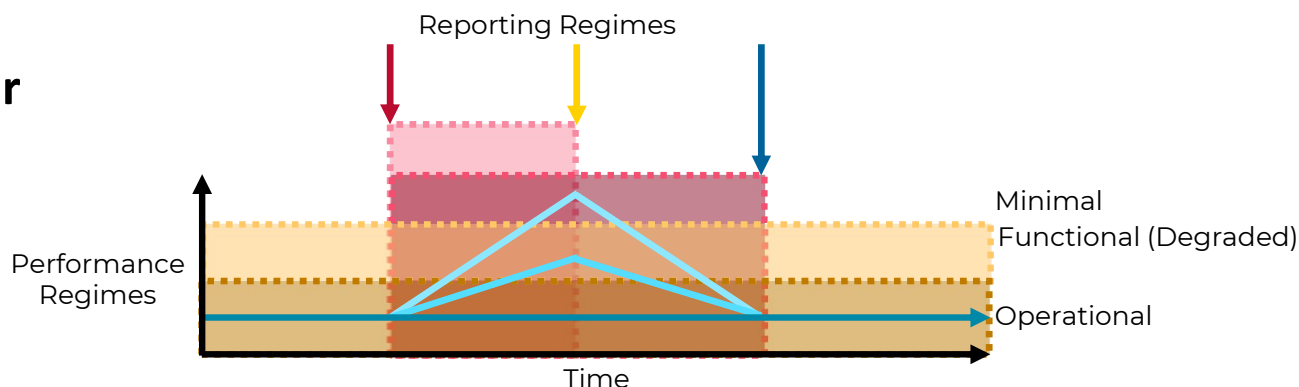 Reporting Regimes
r
Minimal
Functional (Degraded)
Performance
Regimes
Operational
Time